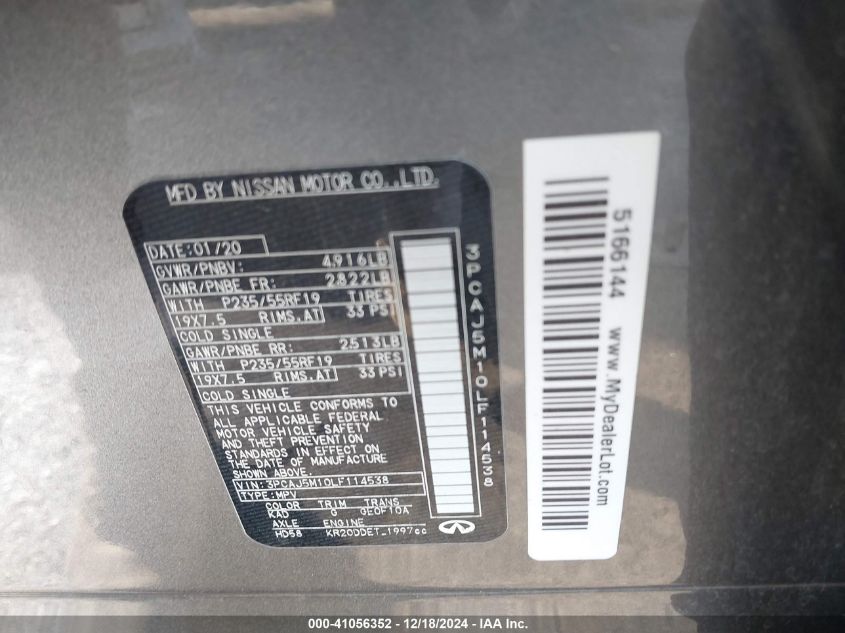 MFD BY NISSAN MOTOR CO.,LTD.
DATE:01/20
GVWR/PNBV: 4916LB
GAWR/PNBE FR: 2822LB
WITH P235/55RF19 TIRES
19X7.5 RIMS.AT 33 PSI
COLD SINGLE
GAWR/PNBE RR: 2513LB
WITH P235/55RF19 TIRES
19X7.5 RIMS.AT 33 PSI
COLD SINGLE
THIS VEHICLE CONFORMS TO
ALL APPLICABLE FEDERAL
MOTOR VEHICLE SAFETY
AND THEFT PREVENTION
STANDARDS IN EFFECT ON
THE DATE OF MANUFACTURE
SHOWN ABOVE.
VIN:3PCAJ5M10LF114538
TYPE:MPV
COLOR TRIM TRANS
KAD G GE0F10A
AXLE ENGINE
HD58 KR20DDET 1997cc
3PCAJ5M10LF114538
5166144 www.MyDealerLot.com
000-41056352 - 12/18/2024 - IAA Inc.